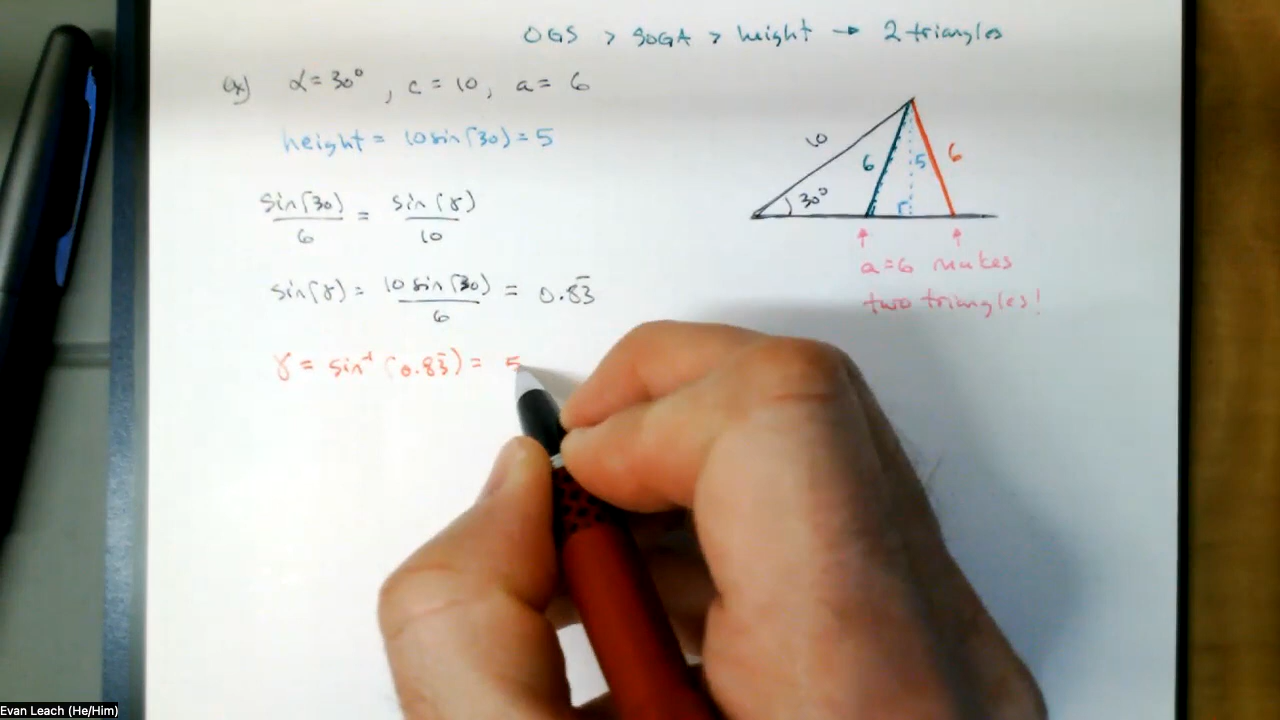 OGS > SOGA > height → 2 triangles
ex) α = 30°, c = 10, a = 6
height = 10 sin(30) = 5
sin(30)/6 = sin(γ)/10
sin(γ) = 10 sin(30)/6 = 0.83̄
γ = sin⁻¹(0.83̄) = 5
10
6
5
6
30°
a=6 makes
two triangles!
Evan Leach (He/Him)